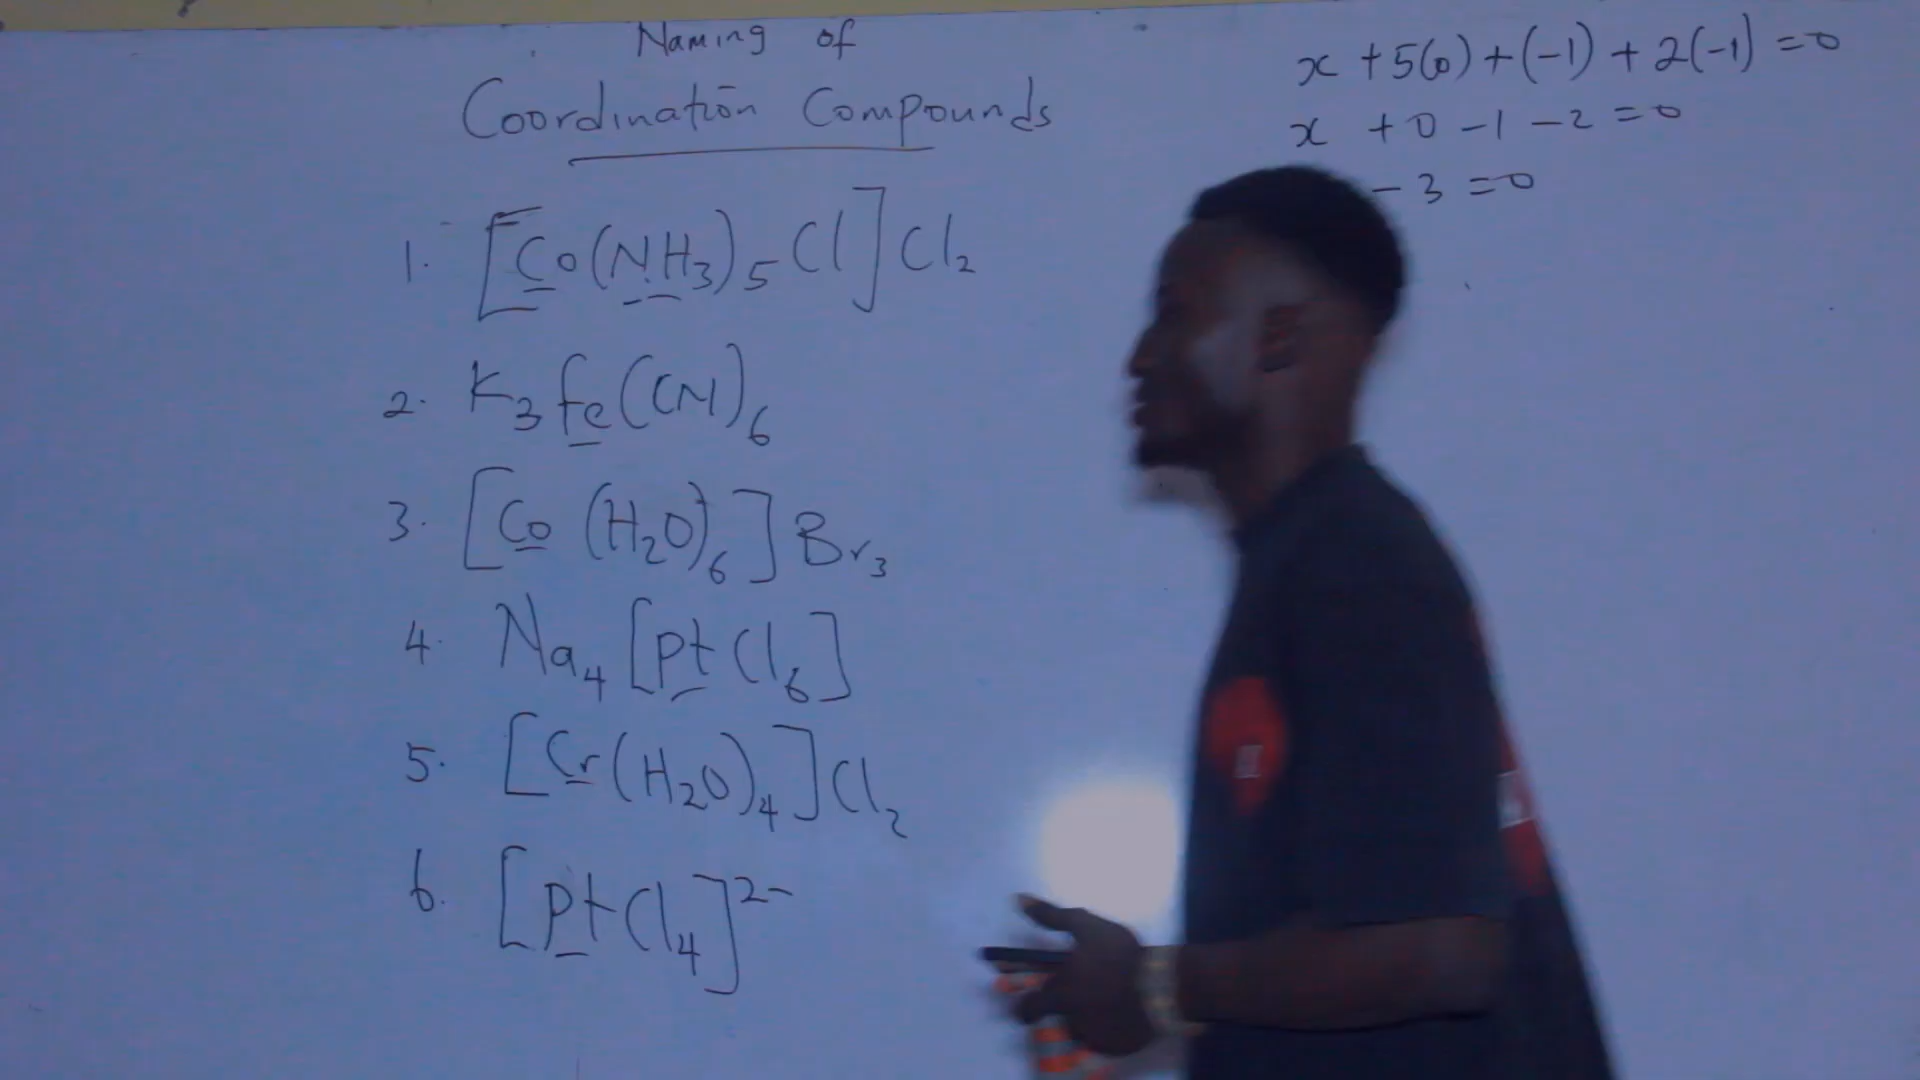 Naming of
Coordination Compounds
1. [Co(NH₃)₅Cl]Cl₂
2. K₃Fe(CN)₆
3. [Co(H₂O)₆]Br₃
4. Na₄[PtCl₆]
5. [Cr(H₂O)₄]Cl₂
6. [PtCl₄]²⁻
x + 5(0) + (-1) + 2(-1) = 0
x + 0 - 1 - 2 = 0
- 3 = 0